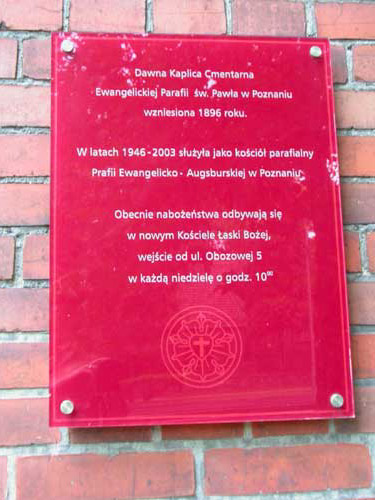 Dawna Kaplica Cmentarna
Ewangelickiej Parafii św. Pawła w Poznaniu
wzniesiona 1896 roku.
W latach 1946-2003 służyła jako kościół parafialny
Prafii Ewangelicko - Augsburskiej w Poznaniu
Obecnie nabożeństwa odbywają się
w nowym Kościele Łaski Bożej,
wejście od ul. Obozowej 5
w każdą niedzielę o godz. 10⁰⁰